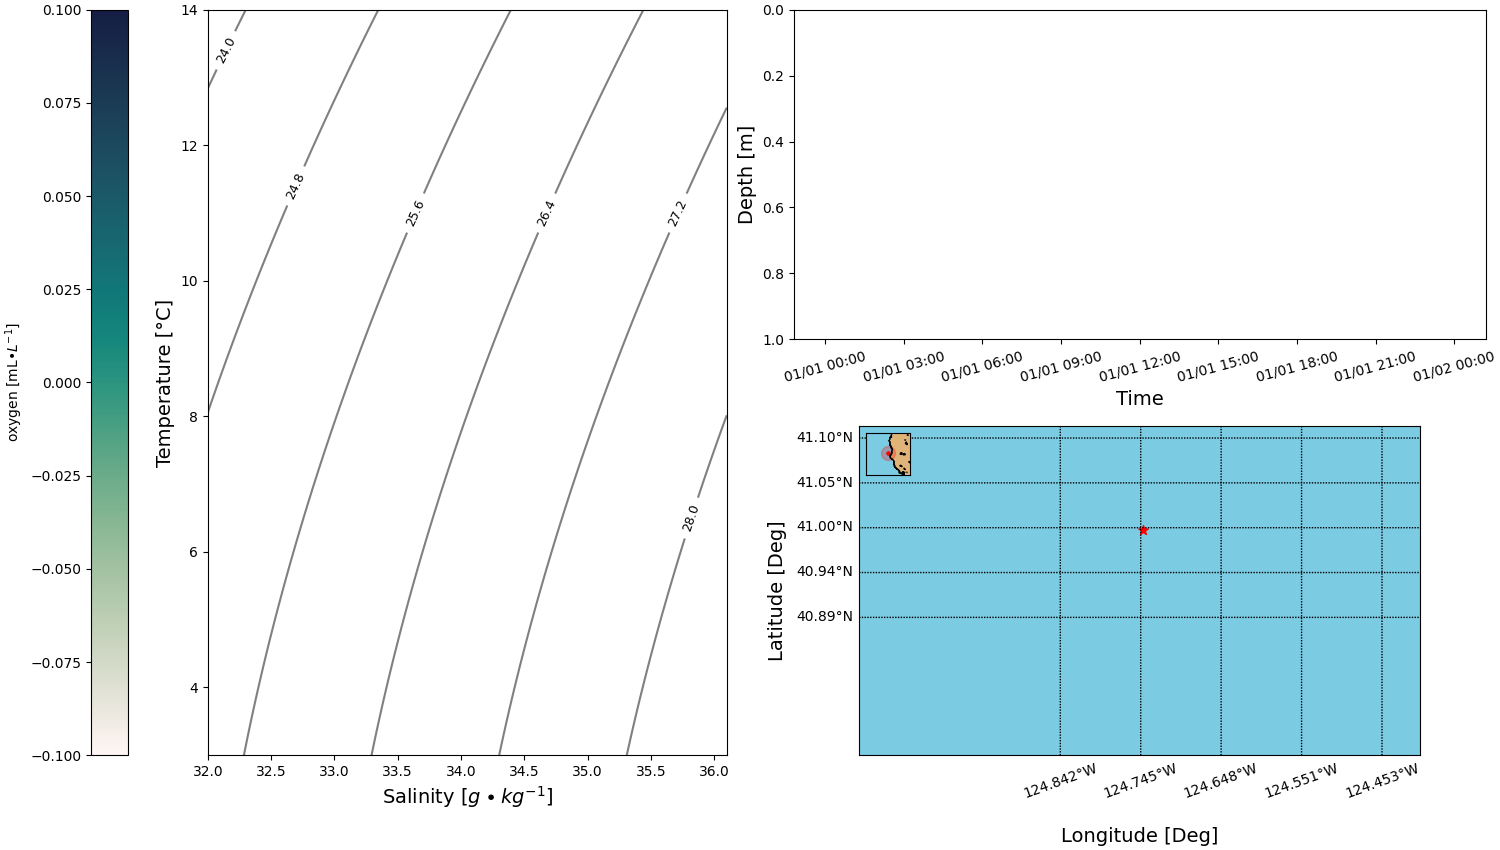 0.100
0.075
0.050
0.025
0.000
−0.025
−0.050
−0.075
−0.100
oxygen [mL•L⁻¹]
14
12
10
8
6
4
Temperature [°C]
24.0
24.8
25.6
26.4
27.2
28.0
32.0 32.5 33.0 33.5 34.0 34.5 35.0 35.5 36.0
Salinity [g • kg⁻¹]
0.0
0.2
0.4
0.6
0.8
1.0
Depth [m]
01/01 00:00 01/01 03:00 01/01 06:00 01/01 09:00 01/01 12:00 01/01 15:00 01/01 18:00 01/01 21:00 01/02 00:00
Time
41.10°N
41.05°N
41.00°N
40.94°N
40.89°N
Latitude [Deg]
124.842°W 124.745°W 124.648°W 124.551°W 124.453°W
Longitude [Deg]